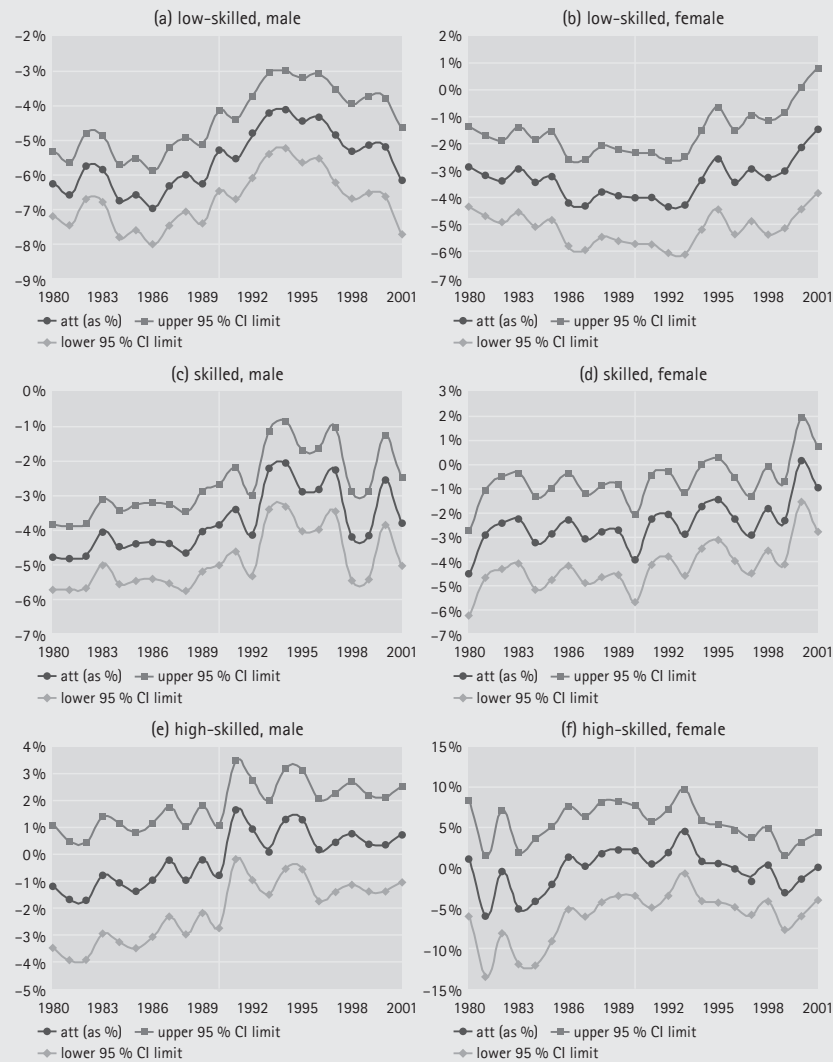 (a) low-skilled, male
−2%
−3%
−4%
−5%
−6%
−7%
−8%
−9%
1980 1983 1986 1989 1992 1995 1998 2001
att (as %) upper 95 % CI limit
lower 95 % CI limit
(b) low-skilled, female
2%
1%
0%
−1%
−2%
−3%
−4%
−5%
−6%
−7%
1980 1983 1986 1989 1992 1995 1998 2001
att (as %) upper 95 % CI limit
lower 95 % CI limit
(c) skilled, male
0%
−1%
−2%
−3%
−4%
−5%
−6%
−7%
1980 1983 1986 1989 1992 1995 1998 2001
att (as %) upper 95 % CI limit
lower 95 % CI limit
(d) skilled, female
3%
2%
1%
0%
−1%
−2%
−3%
−4%
−5%
−6%
−7%
1980 1983 1986 1989 1992 1995 1998 2001
att (as %) upper 95 % CI limit
lower 95 % CI limit
(e) high-skilled, male
4%
3%
2%
1%
0%
−1%
−2%
−3%
−4%
−5%
1980 1983 1986 1989 1992 1995 1998 2001
att (as %) upper 95 % CI limit
lower 95 % CI limit
(f) high-skilled, female
15%
10%
5%
0%
−5%
−10%
−15%
1980 1983 1986 1989 1992 1995 1998 2001
att (as %) upper 95 % CI limit
lower 95 % CI limit